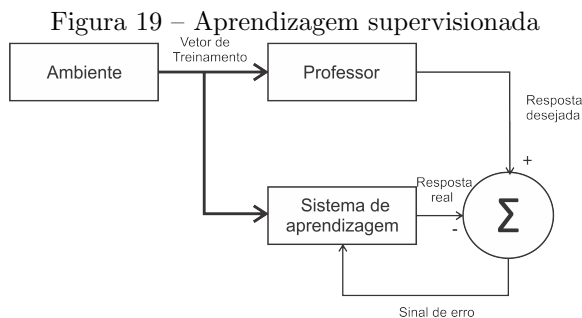 Figura 19 – Aprendizagem supervisionada
Vetor de
Treinamento
Ambiente
Professor
Resposta
desejada
+
Resposta
real
Sistema de
aprendizagem
-
Σ
Sinal de erro